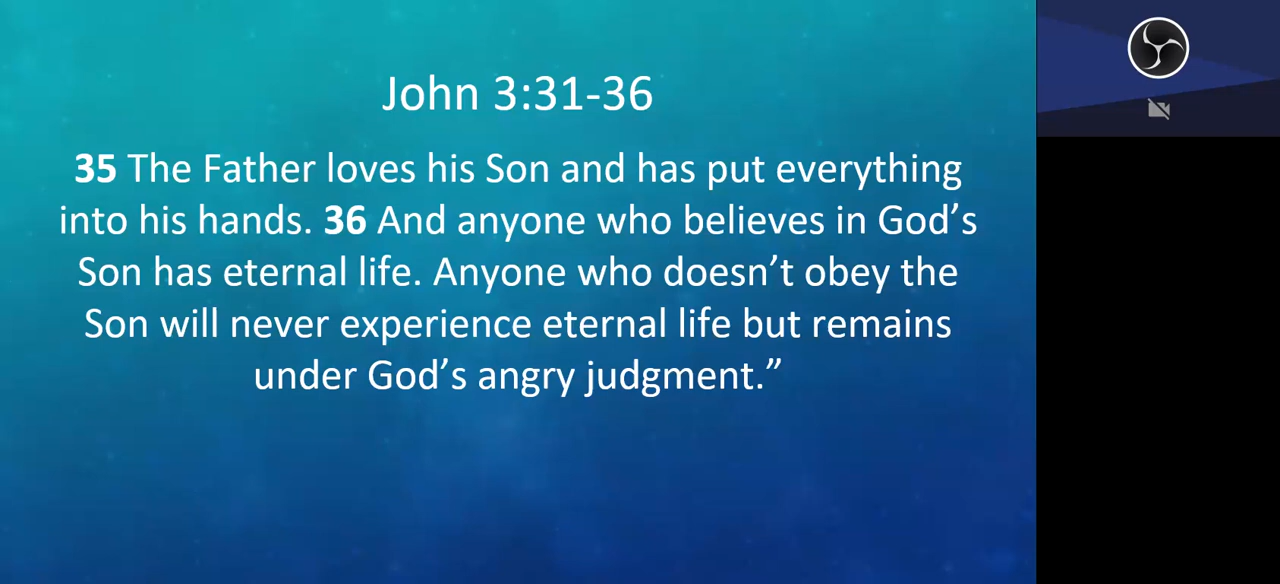 John 3:31-36
35 The Father loves his Son and has put everything
into his hands. 36 And anyone who believes in God’s
Son has eternal life. Anyone who doesn’t obey the
Son will never experience eternal life but remains
under God’s angry judgment.”